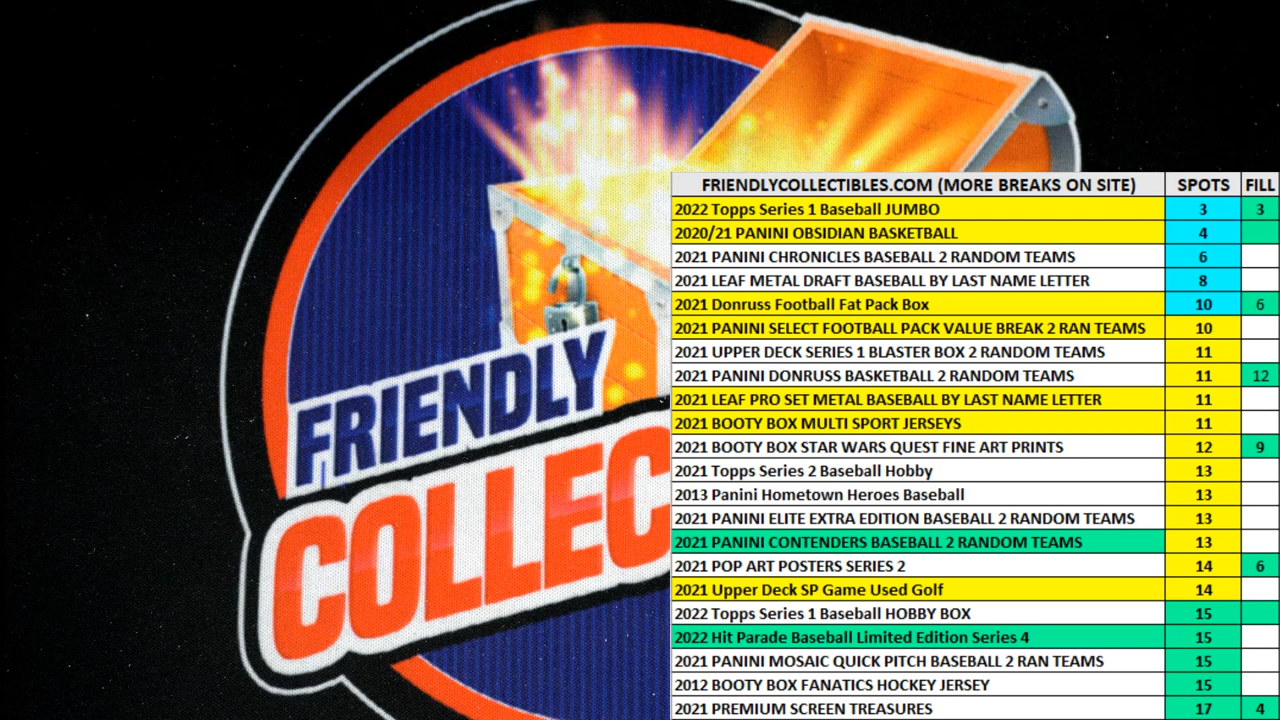 FRIENDLY
COLLEC
FRIENDLYCOLLECTIBLES.COM (MORE BREAKS ON SITE) SPOTS FILL
2022 Topps Series 1 Baseball JUMBO 3 3
2020/21 PANINI OBSIDIAN BASKETBALL 4
2021 PANINI CHRONICLES BASEBALL 2 RANDOM TEAMS 6
2021 LEAF METAL DRAFT BASEBALL BY LAST NAME LETTER 8
2021 Donruss Football Fat Pack Box 10 6
2021 PANINI SELECT FOOTBALL PACK VALUE BREAK 2 RAN TEAMS 10
2021 UPPER DECK SERIES 1 BLASTER BOX 2 RANDOM TEAMS 11
2021 PANINI DONRUSS BASKETBALL 2 RANDOM TEAMS 11 12
2021 LEAF PRO SET METAL BASEBALL BY LAST NAME LETTER 11
2021 BOOTY BOX MULTI SPORT JERSEYS 11
2021 BOOTY BOX STAR WARS QUEST FINE ART PRINTS 12 9
2021 Topps Series 2 Baseball Hobby 13
2013 Panini Hometown Heroes Baseball 13
2021 PANINI ELITE EXTRA EDITION BASEBALL 2 RANDOM TEAMS 13
2021 PANINI CONTENDERS BASEBALL 2 RANDOM TEAMS 13
2021 POP ART POSTERS SERIES 2 14 6
2021 Upper Deck SP Game Used Golf 14
2022 Topps Series 1 Baseball HOBBY BOX 15
2022 Hit Parade Baseball Limited Edition Series 4 15
2021 PANINI MOSAIC QUICK PITCH BASEBALL 2 RAN TEAMS 15
2012 BOOTY BOX FANATICS HOCKEY JERSEY 15
2021 PREMIUM SCREEN TREASURES 17 4